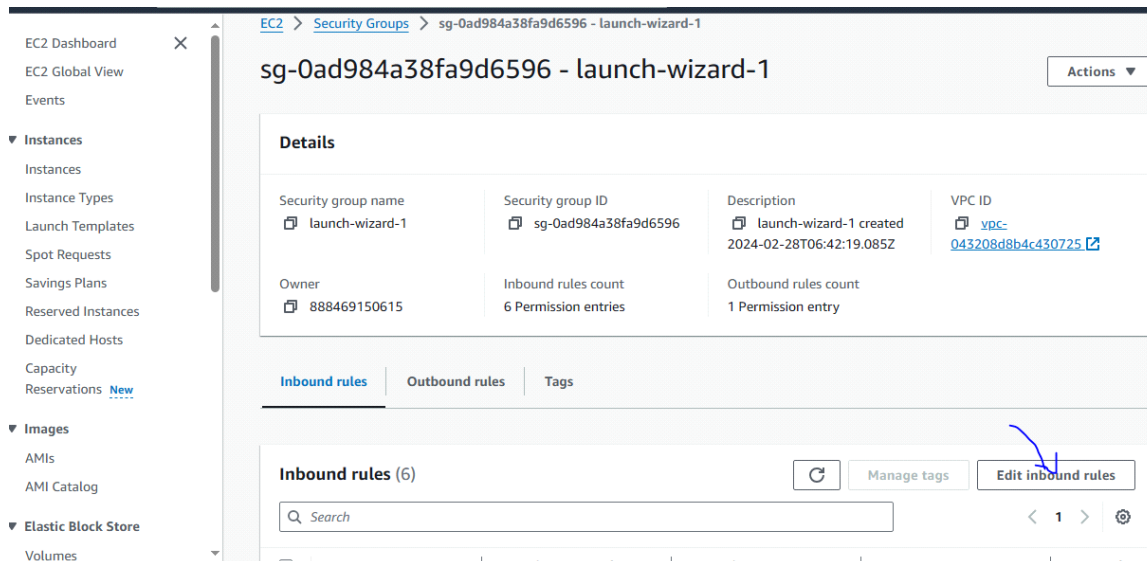 EC2 > Security Groups > sg-0ad984a38fa9d6596 - launch-wizard-1
EC2 Dashboard
EC2 Global View
Events
Instances
Instances
Instance Types
Launch Templates
Spot Requests
Savings Plans
Reserved Instances
Dedicated Hosts
Capacity
Reservations New
Images
AMIs
AMI Catalog
Elastic Block Store
Volumes
sg-0ad984a38fa9d6596 - launch-wizard-1
Actions
Details
Security group name
launch-wizard-1
Security group ID
sg-0ad984a38fa9d6596
Description
launch-wizard-1 created
2024-02-28T06:42:19.085Z
VPC ID
vpc-
043208d8b4c430725
Owner
888469150615
Inbound rules count
6 Permission entries
Outbound rules count
1 Permission entry
Inbound rules
Outbound rules
Tags
Inbound rules (6)
Manage tags
Edit inbound rules
Search
1